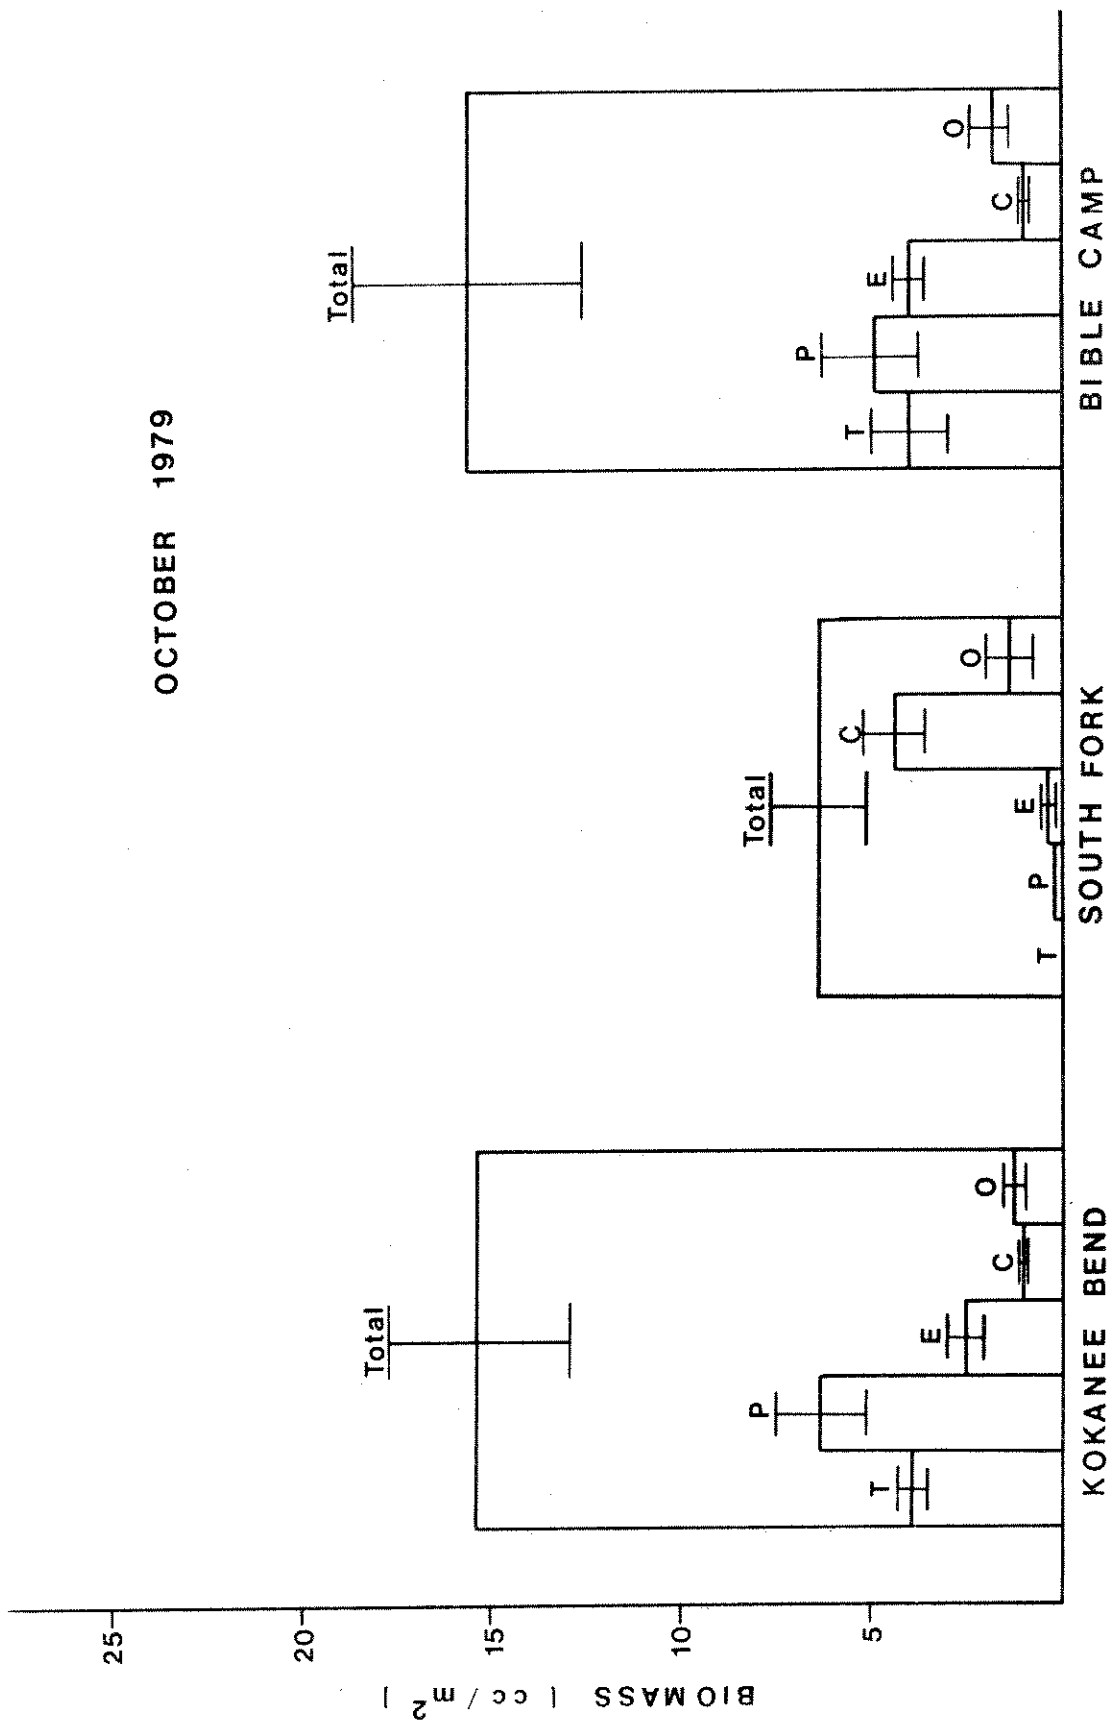 OCTOBER 1979
BIOMASS ( cc / m² )
25
20
15
10
5
Total
T
P
E
C
O
KOKANEE BEND
Total
T
P
E
C
O
SOUTH FORK
Total
T
P
E
C
O
BIBLE CAMP